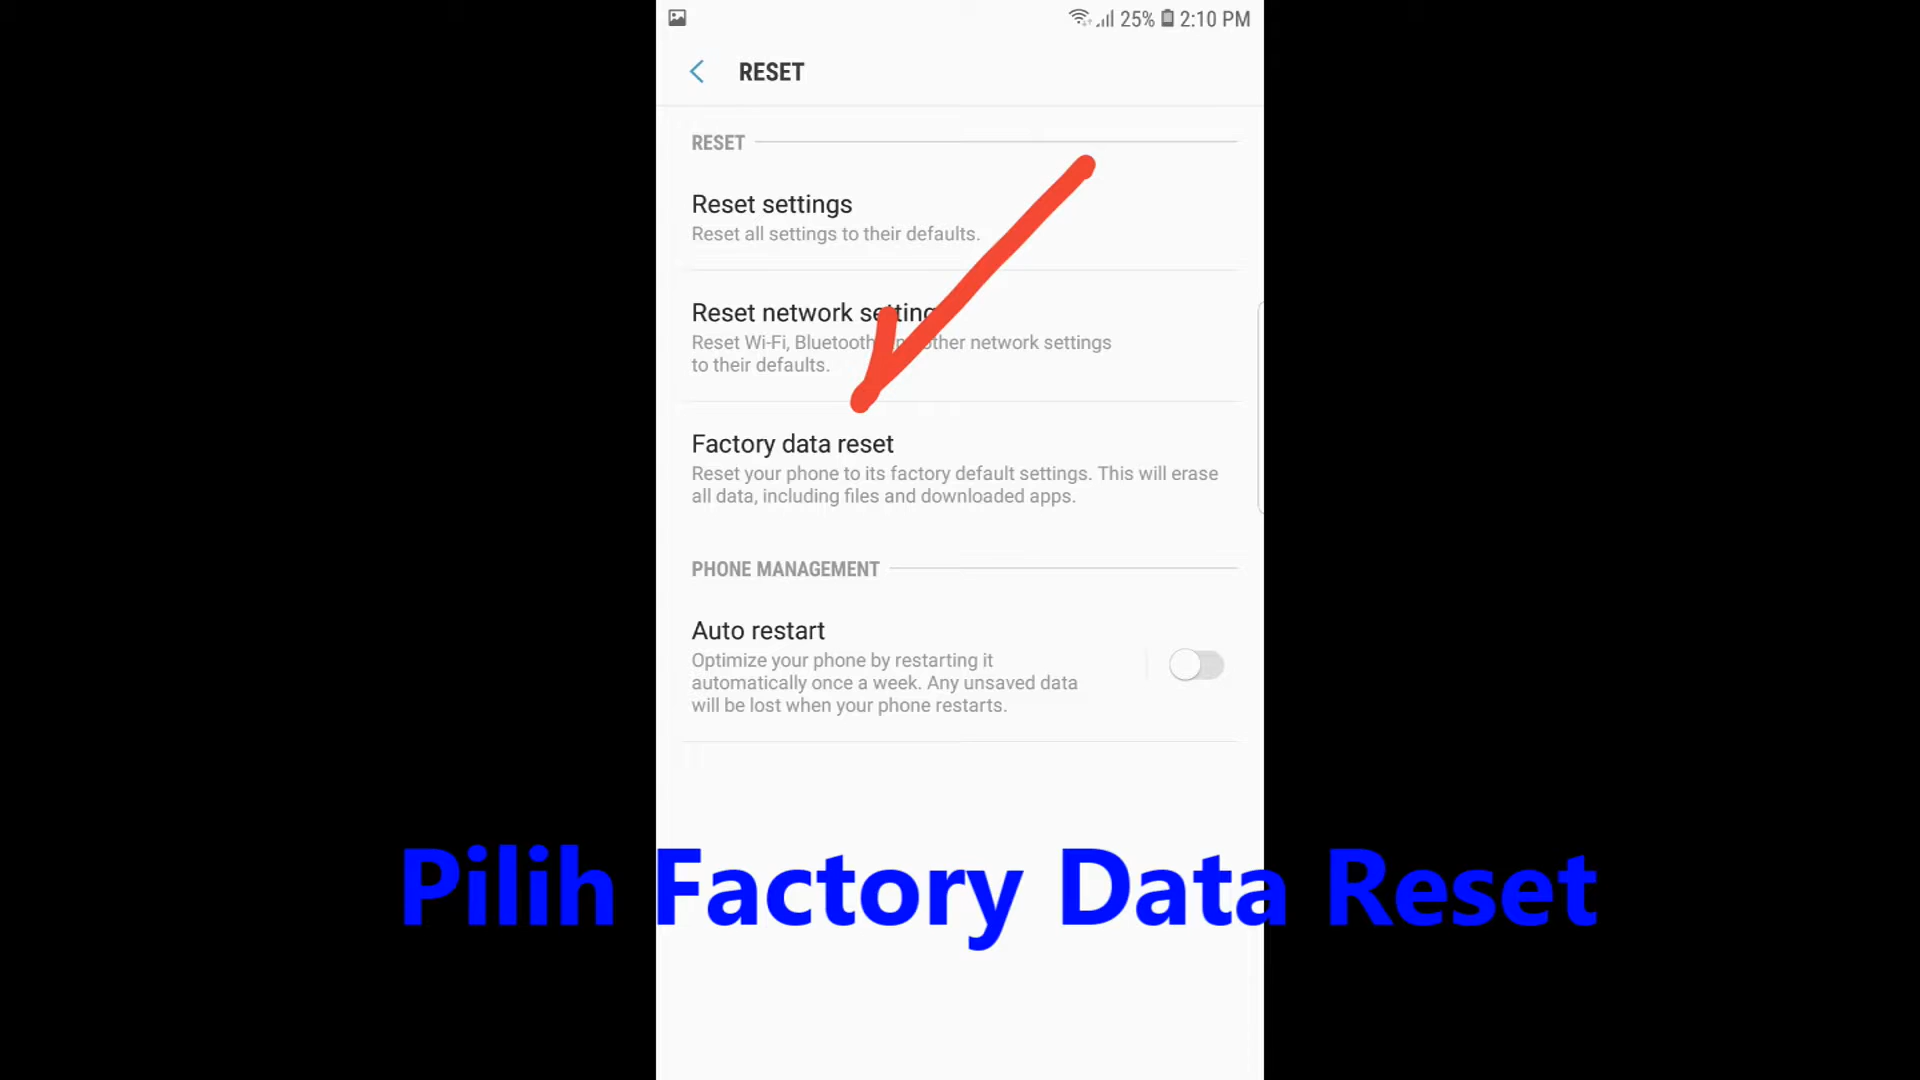 25% 2:10 PM
RESET
RESET
Reset settings
Reset all settings to their defaults.
Reset network setting
Reset Wi-Fi, Bluetooth, other network settings
to their defaults.
Factory data reset
Reset your phone to its factory default settings. This will erase
all data, including files and downloaded apps.
PHONE MANAGEMENT
Auto restart
Optimize your phone by restarting it
automatically once a week. Any unsaved data
will be lost when your phone restarts.
Pilih Factory Data Reset